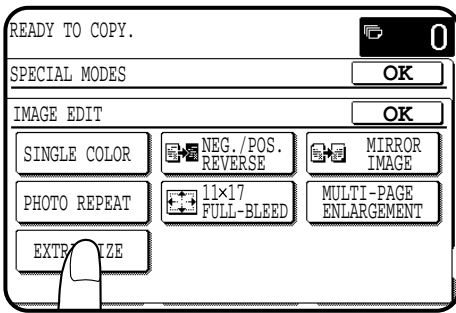 READY TO COPY.
0
SPECIAL MODES
OK
IMAGE EDIT
OK
SINGLE COLOR
NEG./POS.
REVERSE
MIRROR
IMAGE
PHOTO REPEAT
11×17
FULL-BLEED
MULTI-PAGE
ENLARGEMENT